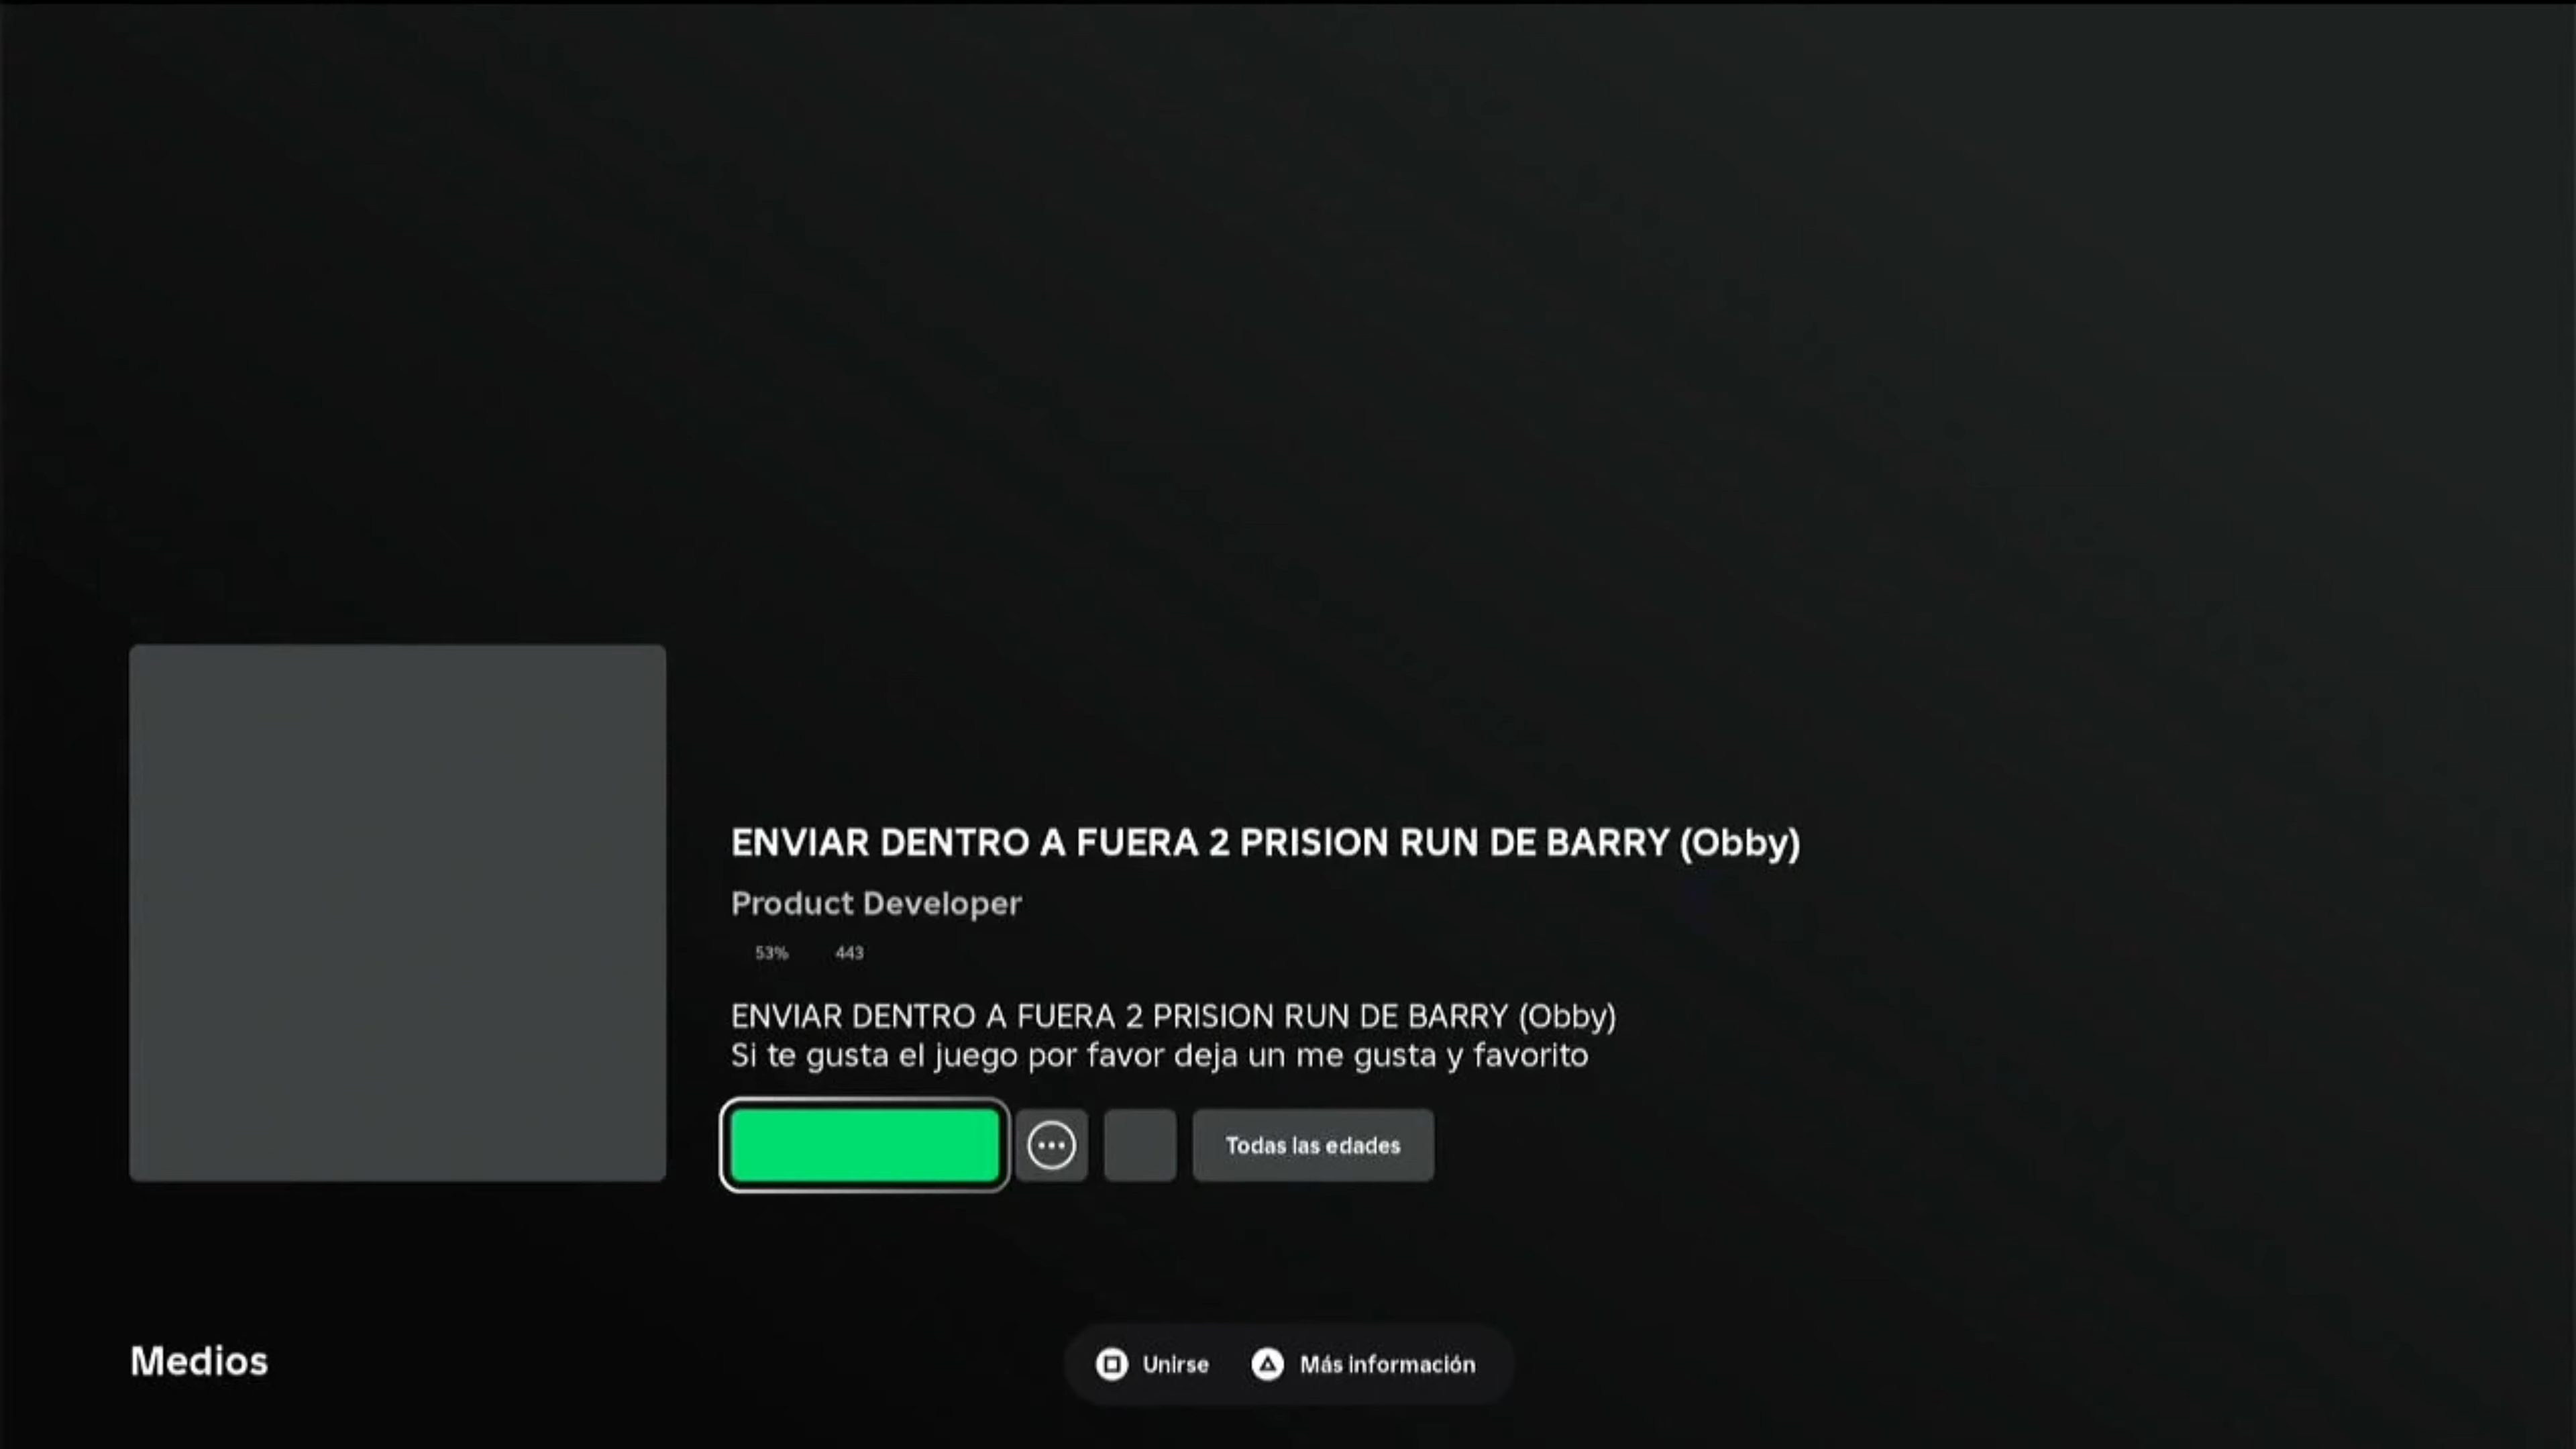 ENVIAR DENTRO A FUERA 2 PRISION RUN DE BARRY (Obby)
Product Developer
53% 443
ENVIAR DENTRO A FUERA 2 PRISION RUN DE BARRY (Obby)
Si te gusta el juego por favor deja un me gusta y favorito
Todas las edades
Medios
Unirse Más información